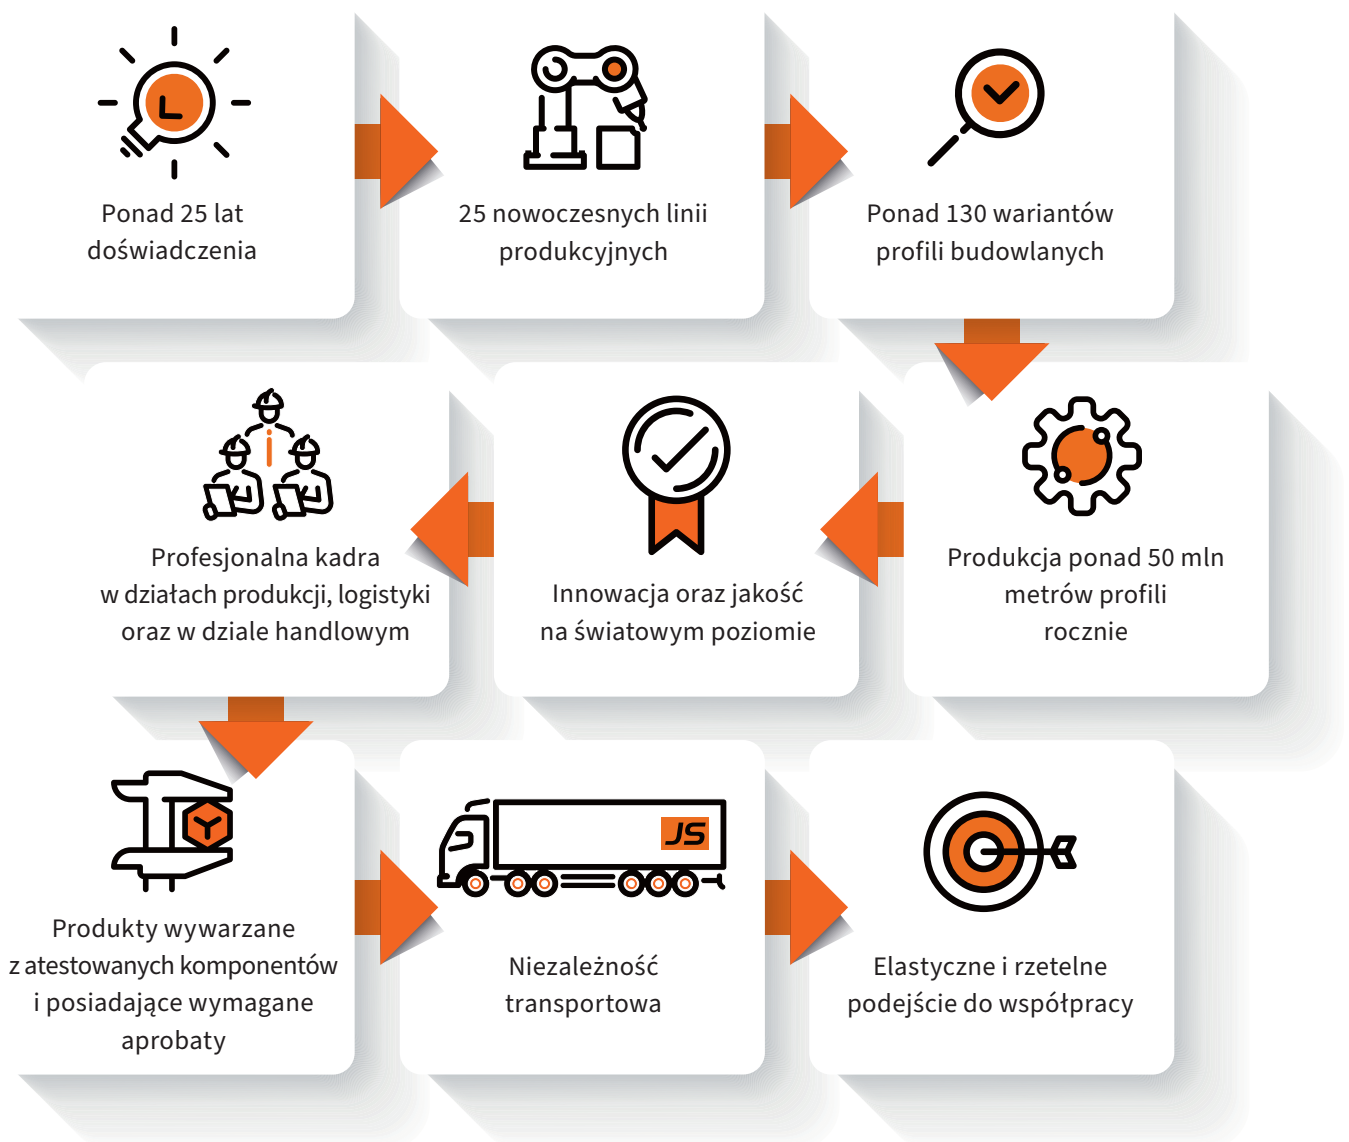 Ponad 25 lat
doświadczenia
25 nowoczesnych linii
produkcyjnych
Ponad 130 wariantów
profili budowlanych
Produkcja ponad 50 mln
metrów profili
rocznie
Innowacja oraz jakość
na światowym poziomie
Profesjonalna kadra
w działach produkcji, logistyki
oraz w dziale handlowym
Produkty wywarzane
z atestowanych komponentów
i posiadające wymagane
aprobaty
JS
Niezależność
transportowa
Elastyczne i rzetelne
podejście do współpracy